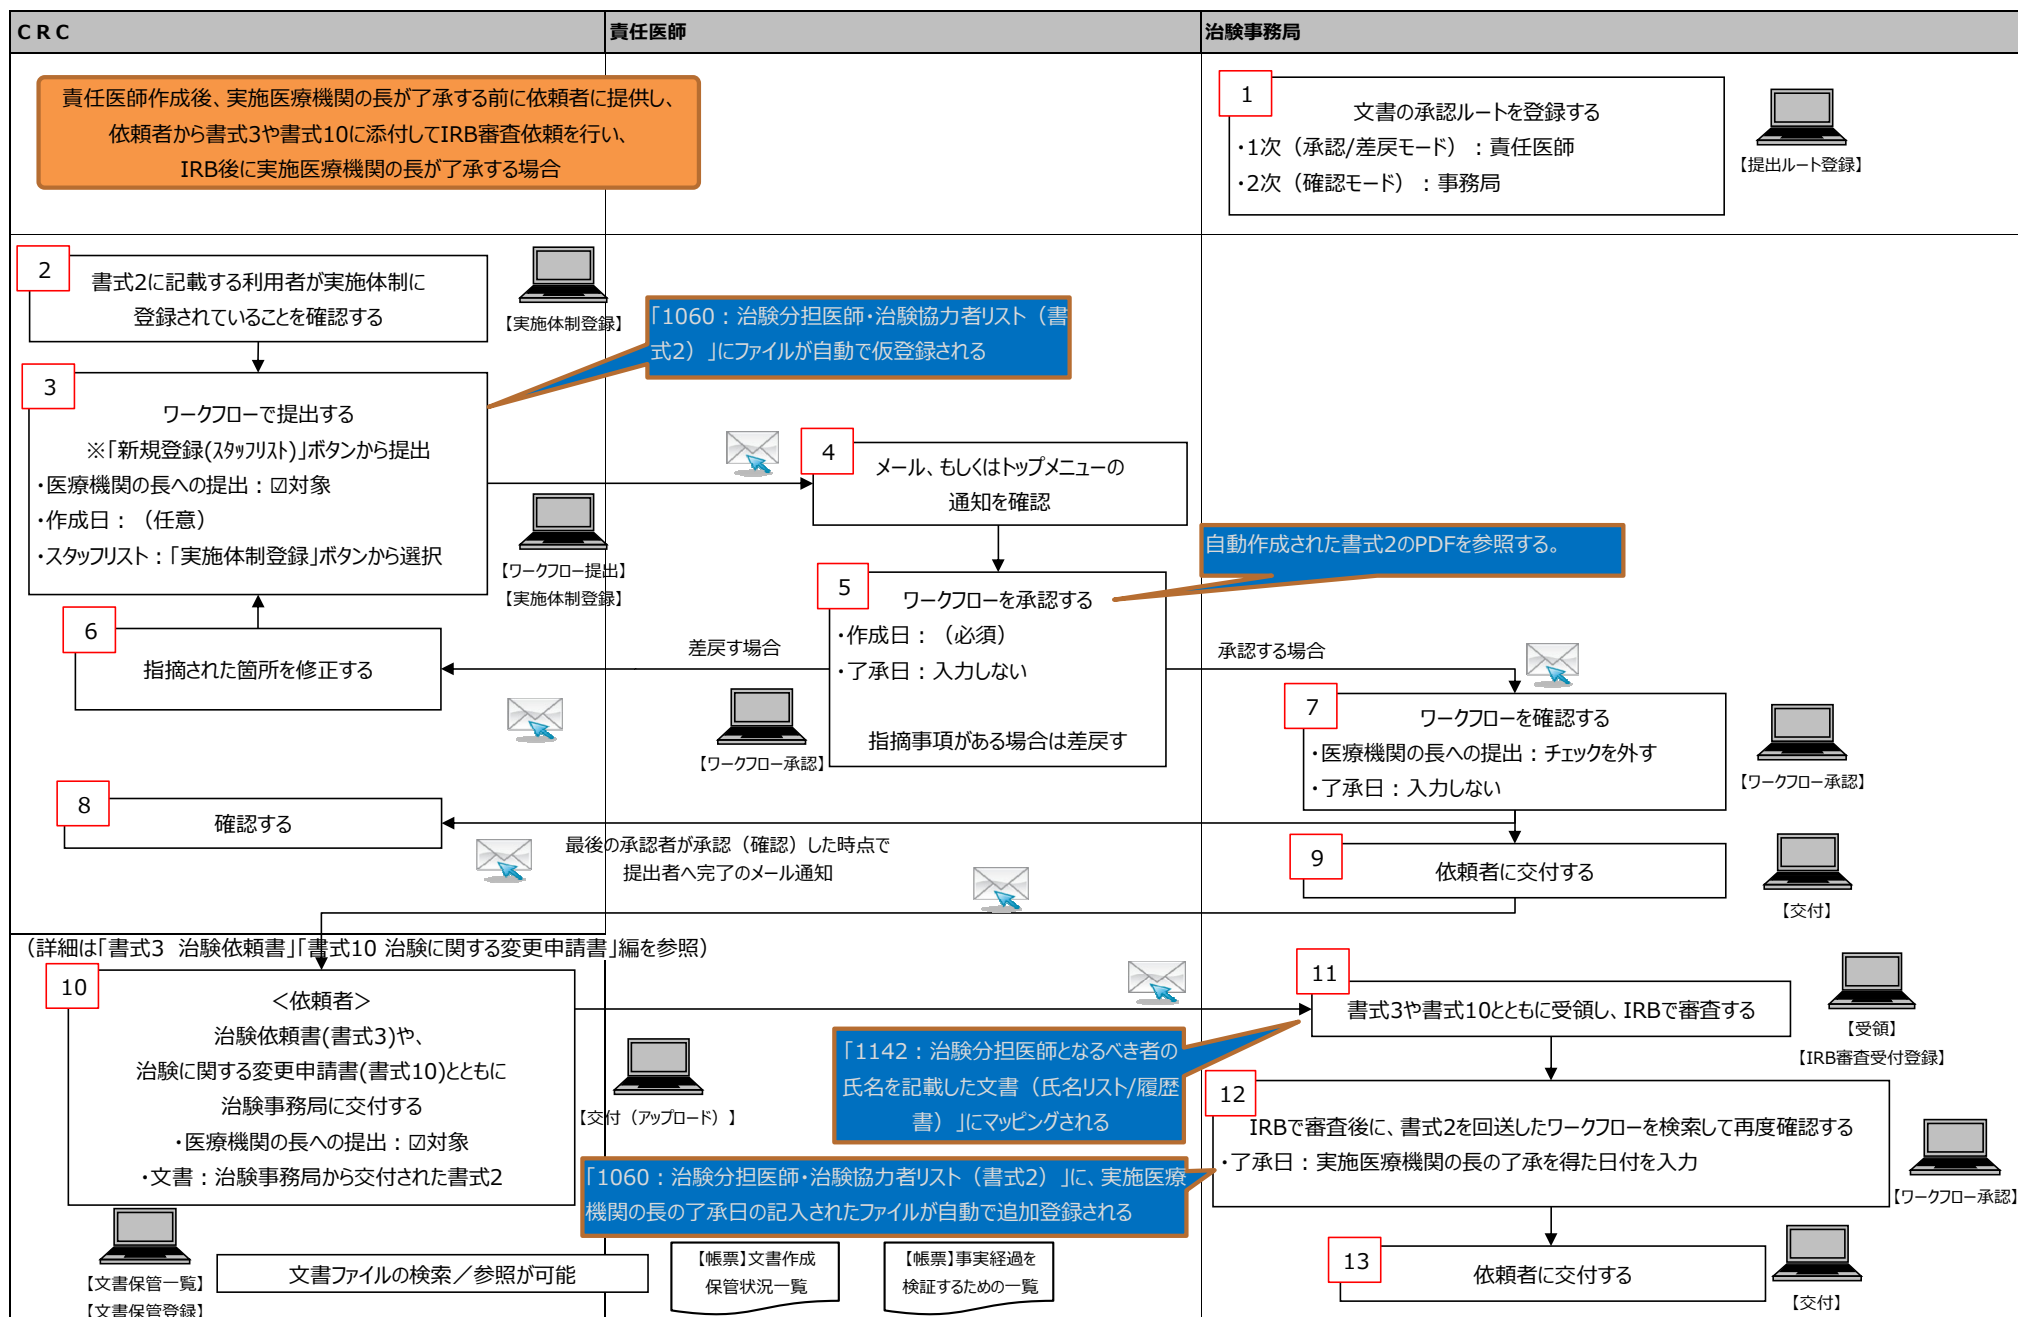 CRC
責任医師
治験事務局
責任医師作成後、実施医療機関の長が了承する前に依頼者に提供し、
依頼者から書式3や書式10に添付してIRB審査依頼を行い、
IRB後に実施医療機関の長が了承する場合
1
文書の承認ルートを登録する
・1次（承認/差戻モード）：責任医師
・2次（確認モード）：事務局
【提出ルート登録】
2
書式2に記載する利用者が実施体制に
登録されていることを確認する
【実施体制登録】
「1060：治験分担医師・治験協力者リスト（書
式2）」にファイルが自動で仮登録される
3
ワークフローで提出する
※「新規登録(スタッフリスト)」ボタンから提出
・医療機関の長への提出：☑対象
・作成日：（任意）
・スタッフリスト：「実施体制登録」ボタンから選択
【ワークフロー提出】
【実施体制登録】
4
メール、もしくはトップメニューの
通知を確認
自動作成された書式2のPDFを参照する。
5
ワークフローを承認する
・作成日：（必須）
・了承日：入力しない
指摘事項がある場合は差戻す
【ワークフロー承認】
差戻す場合
承認する場合
6
指摘された箇所を修正する
7
ワークフローを確認する
・医療機関の長への提出：チェックを外す
・了承日：入力しない
【ワークフロー承認】
8
確認する
最後の承認者が承認（確認）した時点で
提出者へ完了のメール通知
9
依頼者に交付する
【交付】
（詳細は「書式3 治験依頼書」「書式10 治験に関する変更申請書」編を参照）
10
＜依頼者＞
治験依頼書(書式3)や、
治験に関する変更申請書(書式10)とともに
治験事務局に交付する
・医療機関の長への提出：☑対象
・文書：治験事務局から交付された書式2
【交付（アップロード）】
11
書式3や書式10とともに受領し、IRBで審査する
【受領】
【IRB審査受付登録】
「1142：治験分担医師となるべき者の
氏名を記載した文書（氏名リスト/履歴
書）」にマッピングされる
12
IRBで審査後に、書式2を回送したワークフローを検索して再度確認する
・了承日：実施医療機関の長の了承を得た日付を入力
【ワークフロー承認】
「1060：治験分担医師・治験協力者リスト（書式2）」に、実施医療
機関の長の了承日の記入されたファイルが自動で追加登録される
【文書保管一覧】
【文書保管登録】
文書ファイルの検索／参照が可能
【帳票】文書作成
保管状況一覧
【帳票】事実経過を
検証するための一覧
13
依頼者に交付する
【交付】